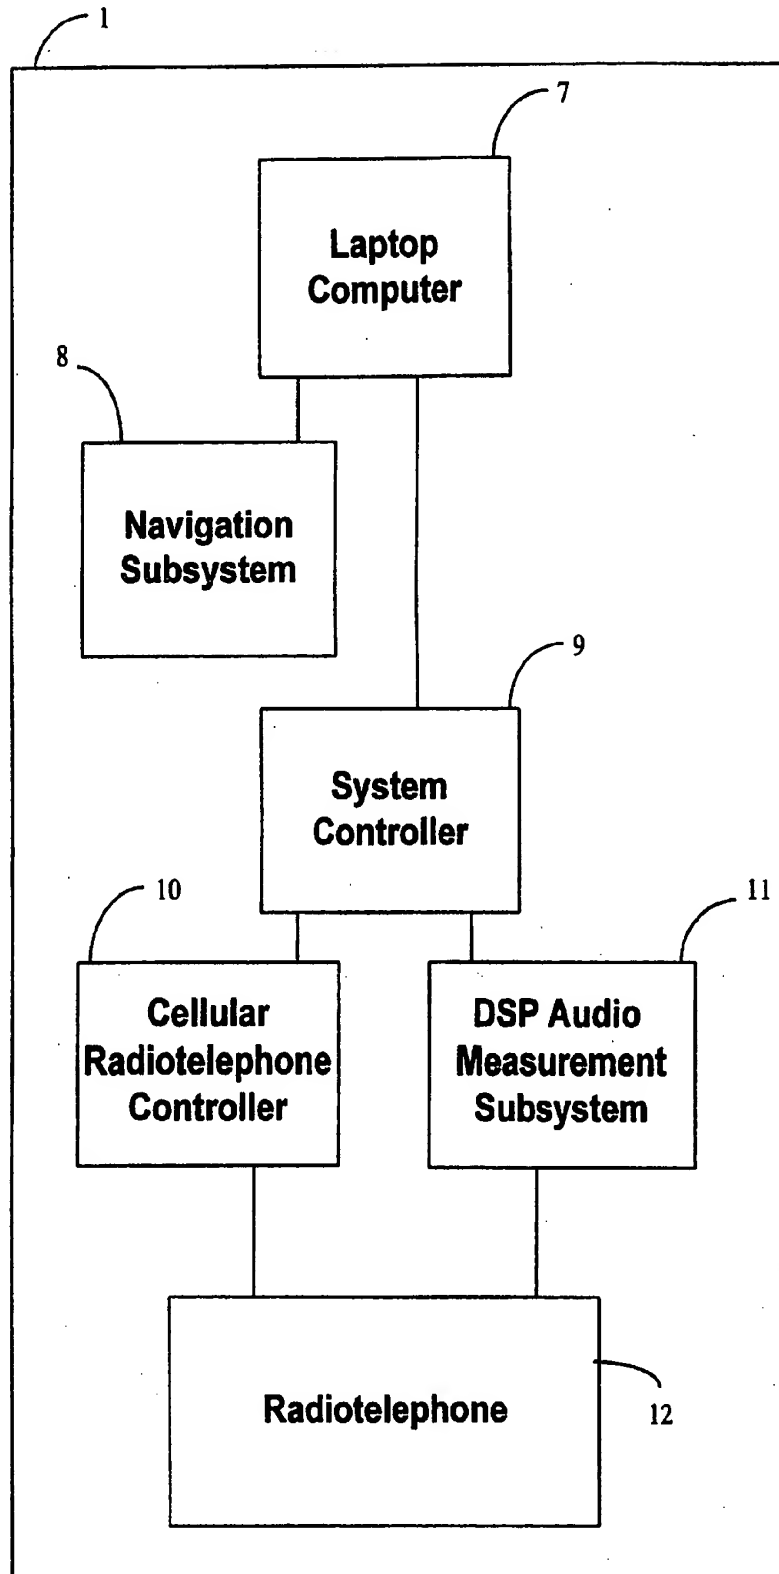 1
7
Laptop
Computer
8
Navigation
Subsystem
9
System
Controller
10
11
Cellular
Radiotelephone
Controller
DSP Audio
Measurement
Subsystem
Radiotelephone
12